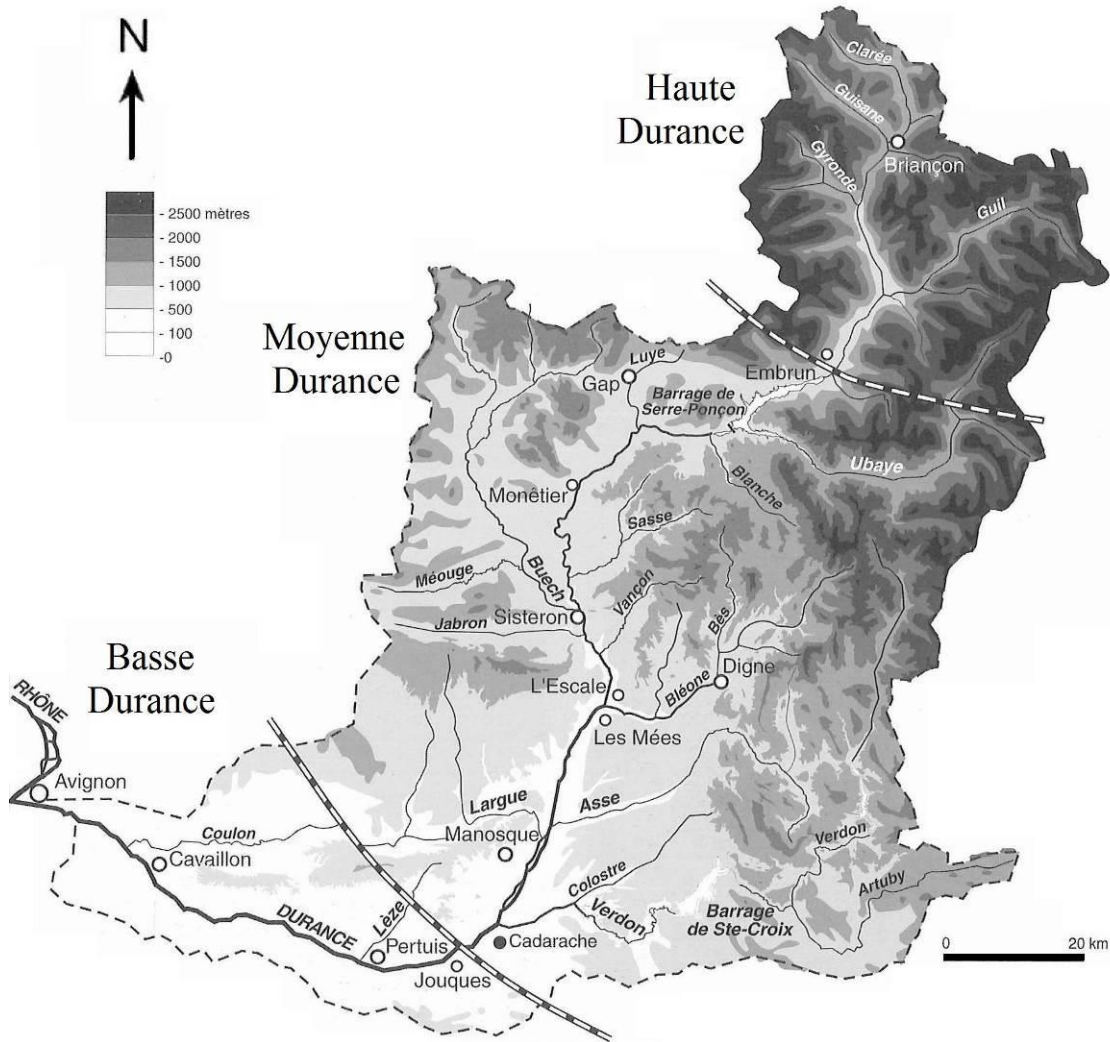 N
Haute
Durance
Clarée
Guisane
Briançon
Gyronde
Guil
- 2500 mètres
- 2000
- 1500
- 1000
- 500
- 100
-0
Moyenne
Durance
Luye
Gap
Embrun
Barrage de
Serre-Ponçon
Ubaye
Blanche
Monêtier
Sasse
Buech
Méouge
Vançon
Sisteron
Jabron
Bès
Digne
Basse
Durance
L'Escale
Bléone
RHÔNE
Les Mées
Avignon
Largue
Asse
Coulon
Manosque
Verdon
Cavaillon
Colostre
Artuby
Lèze
Verdon
Barrage
de Ste-Croix
DURANCE
Pertuis
Cadarache
Jouques
0 20 km